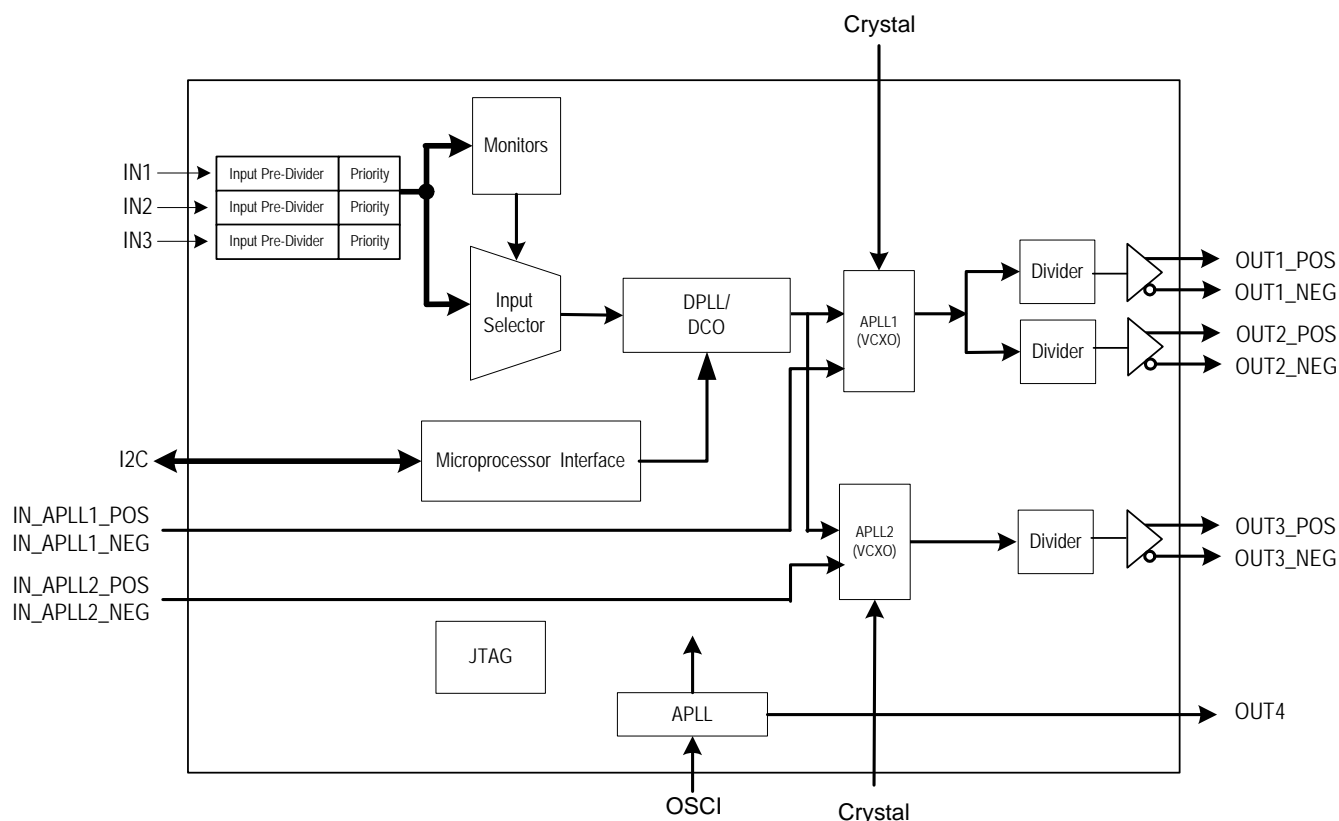 Crystal
Monitors
IN1
Input Pre-Divider
Priority
IN2
Input Pre-Divider
Priority
IN3
Input Pre-Divider
Priority
Input
Selector
DPLL/
DCO
APLL1
(VCXO)
Divider
OUT1_POS
OUT1_NEG
Divider
OUT2_POS
OUT2_NEG
I2C
Microprocessor Interface
IN_APLL1_POS
IN_APLL1_NEG
APLL2
(VCXO)
Divider
OUT3_POS
OUT3_NEG
IN_APLL2_POS
IN_APLL2_NEG
JTAG
APLL
OUT4
OSCI
Crystal